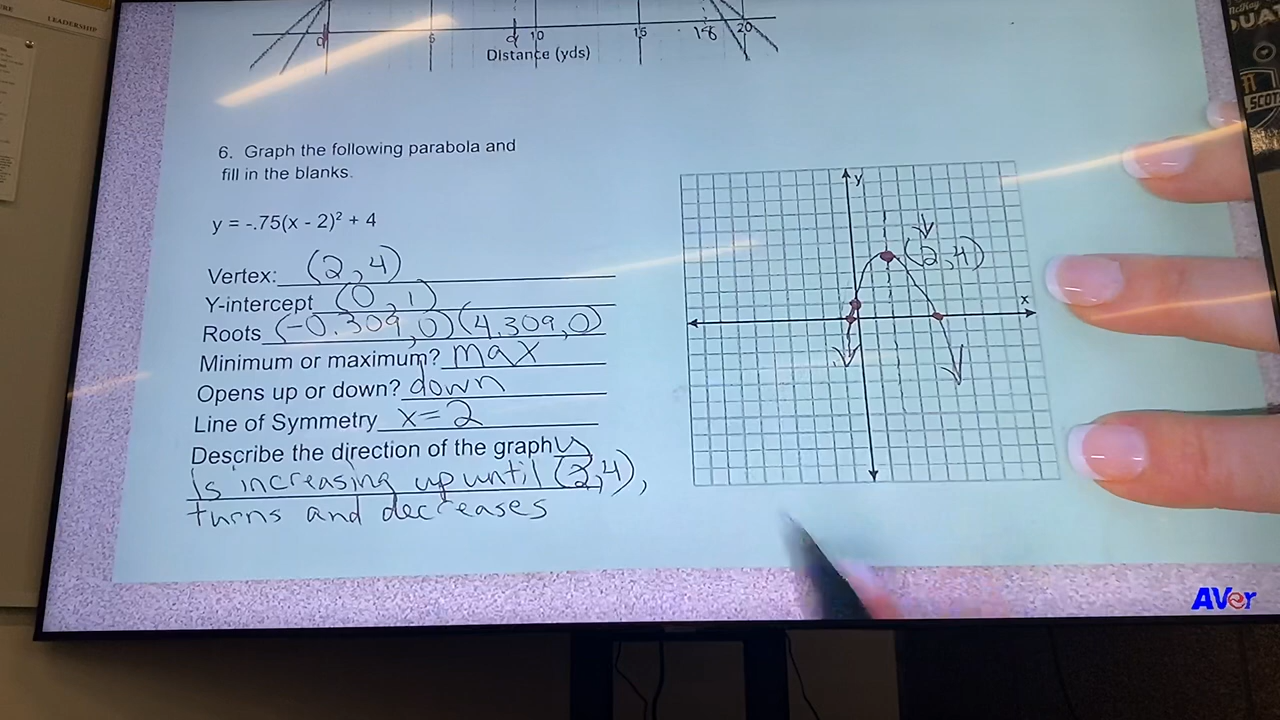 LEADERSHIP
5 10 15 18 20
Distance (yds)
6. Graph the following parabola and
fill in the blanks.
y = -.75(x - 2)² + 4
Vertex: (2,4)
Y-intercept (0,1)
Roots (-0.309,0)(4.309,0)
Minimum or maximum? max
Opens up or down? down
Line of Symmetry x=2
Describe the direction of the graph
is increasing up until (2,4),
turns and decreases
y
(2,4)
x
AVer
SCOT